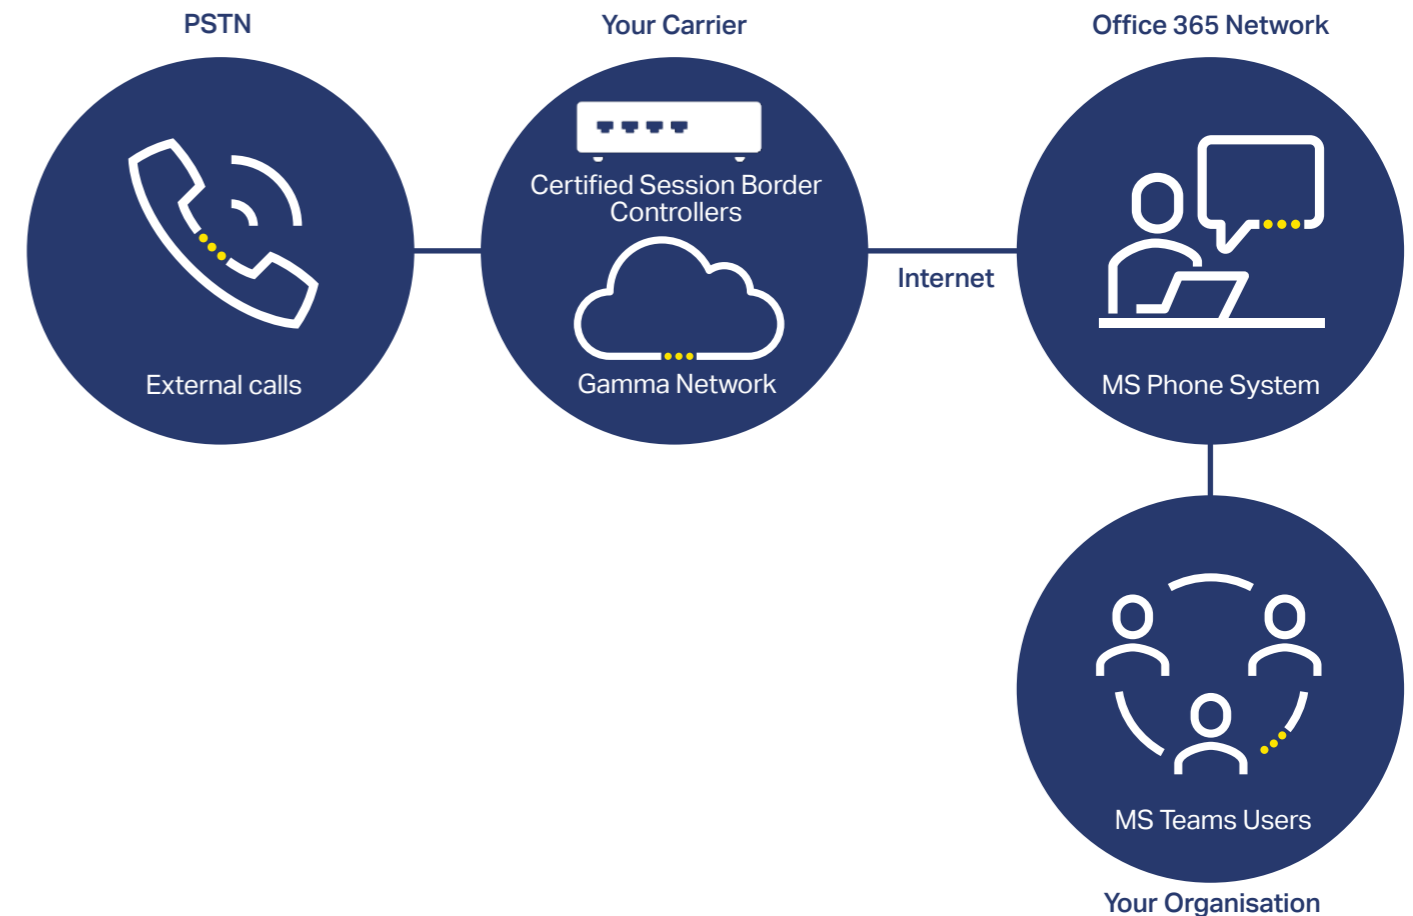 PSTN
Your Carrier
Office 365 Network
Certified Session Border
Controllers
Internet
External calls
Gamma Network
MS Phone System
MS Teams Users
Your Organisation